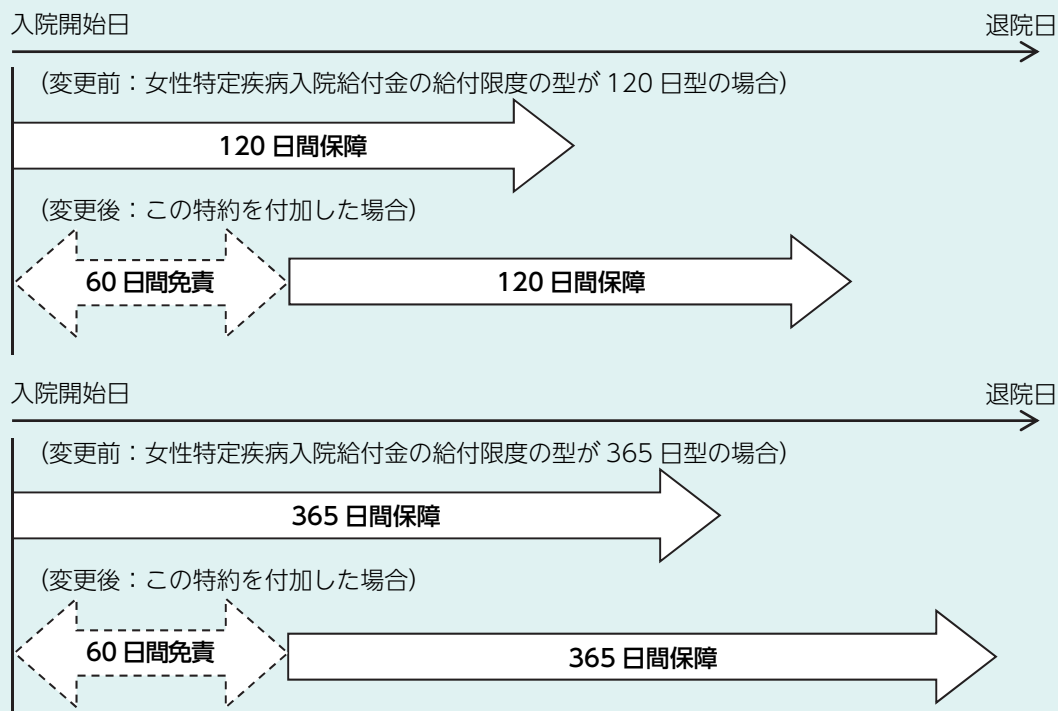 入院開始日
退院日
(変更前：女性特定疾病入院給付金の給付限度の型が 120 日型の場合)
120 日間保障
(変更後：この特約を付加した場合)
60 日間免責
120 日間保障
入院開始日
退院日
(変更前：女性特定疾病入院給付金の給付限度の型が 365 日型の場合)
365 日間保障
(変更後：この特約を付加した場合)
60 日間免責
365 日間保障